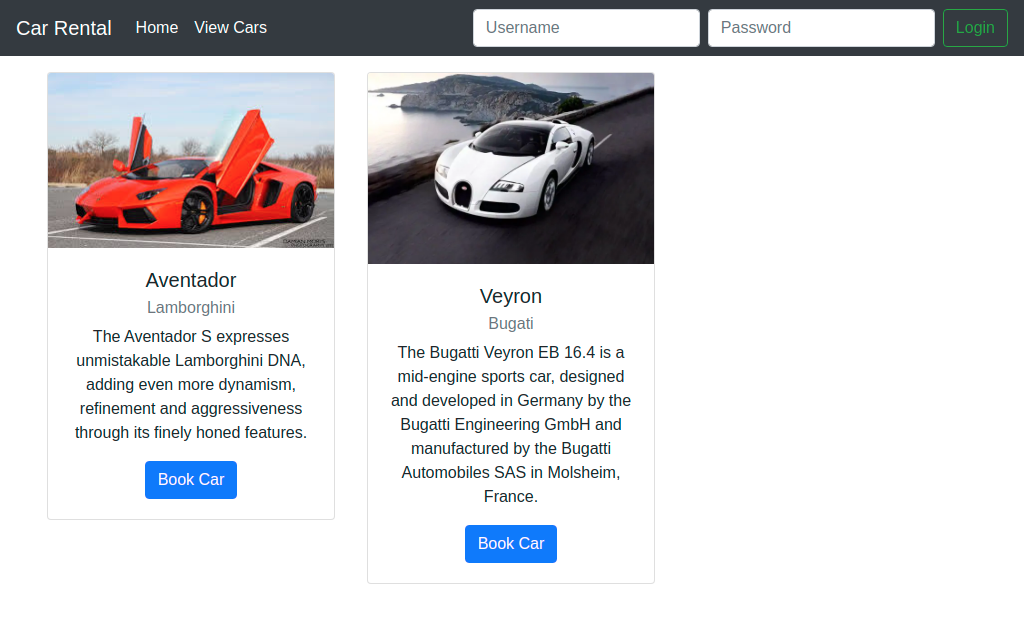 Car Rental Home View Cars Username Password Login
Aventador
Lamborghini
The Aventador S expresses
unmistakable Lamborghini DNA,
adding even more dynamism,
refinement and aggressiveness
through its finely honed features.
Book Car
Veyron
Bugati
The Bugatti Veyron EB 16.4 is a
mid-engine sports car, designed
and developed in Germany by the
Bugatti Engineering GmbH and
manufactured by the Bugatti
Automobiles SAS in Molsheim,
France.
Book Car